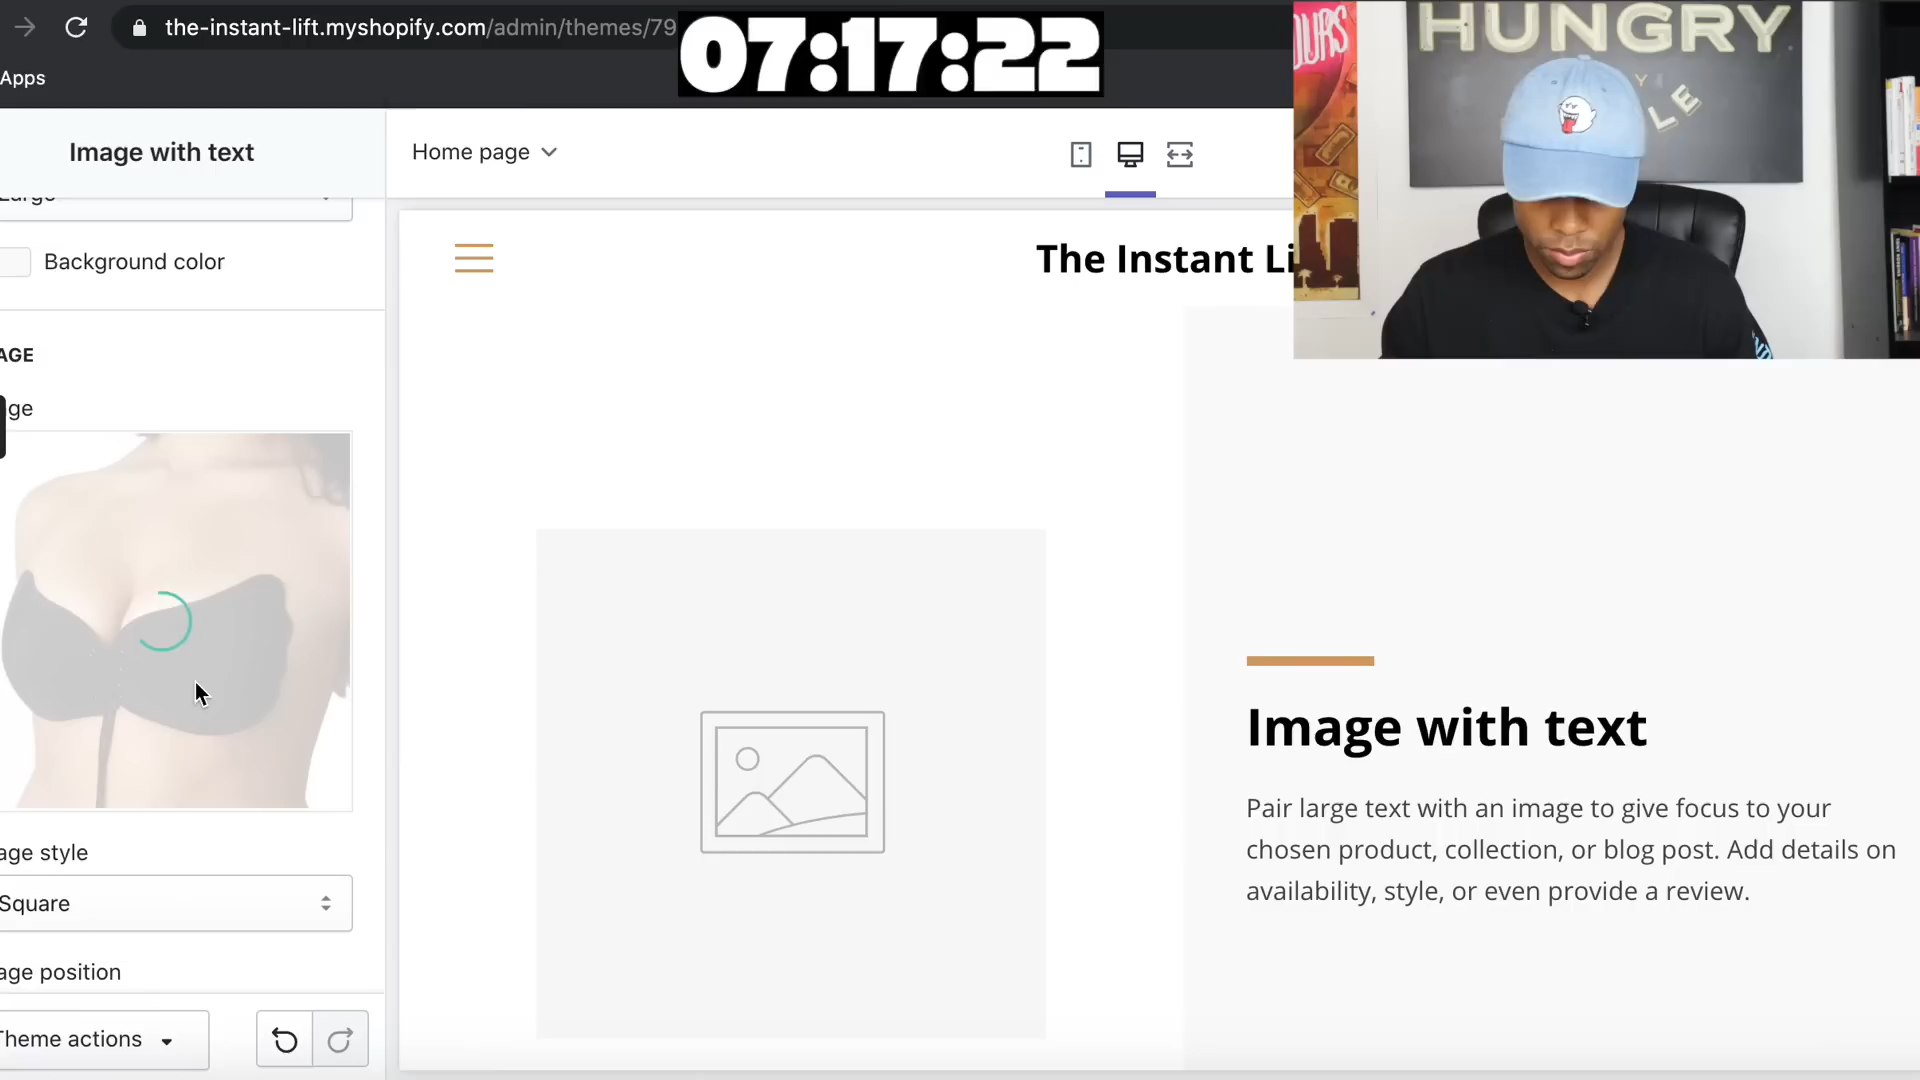 the-instant-lift.myshopify.com/admin/themes/79
07:17:22
HUNGRY
Y
LE
Apps
Image with text
Home page
Background color
The Instant Li
AGE
ge
Image with text
Pair large text with an image to give focus to your
chosen product, collection, or blog post. Add details on
availability, style, or even provide a review.
age style
Square
age position
Theme actions